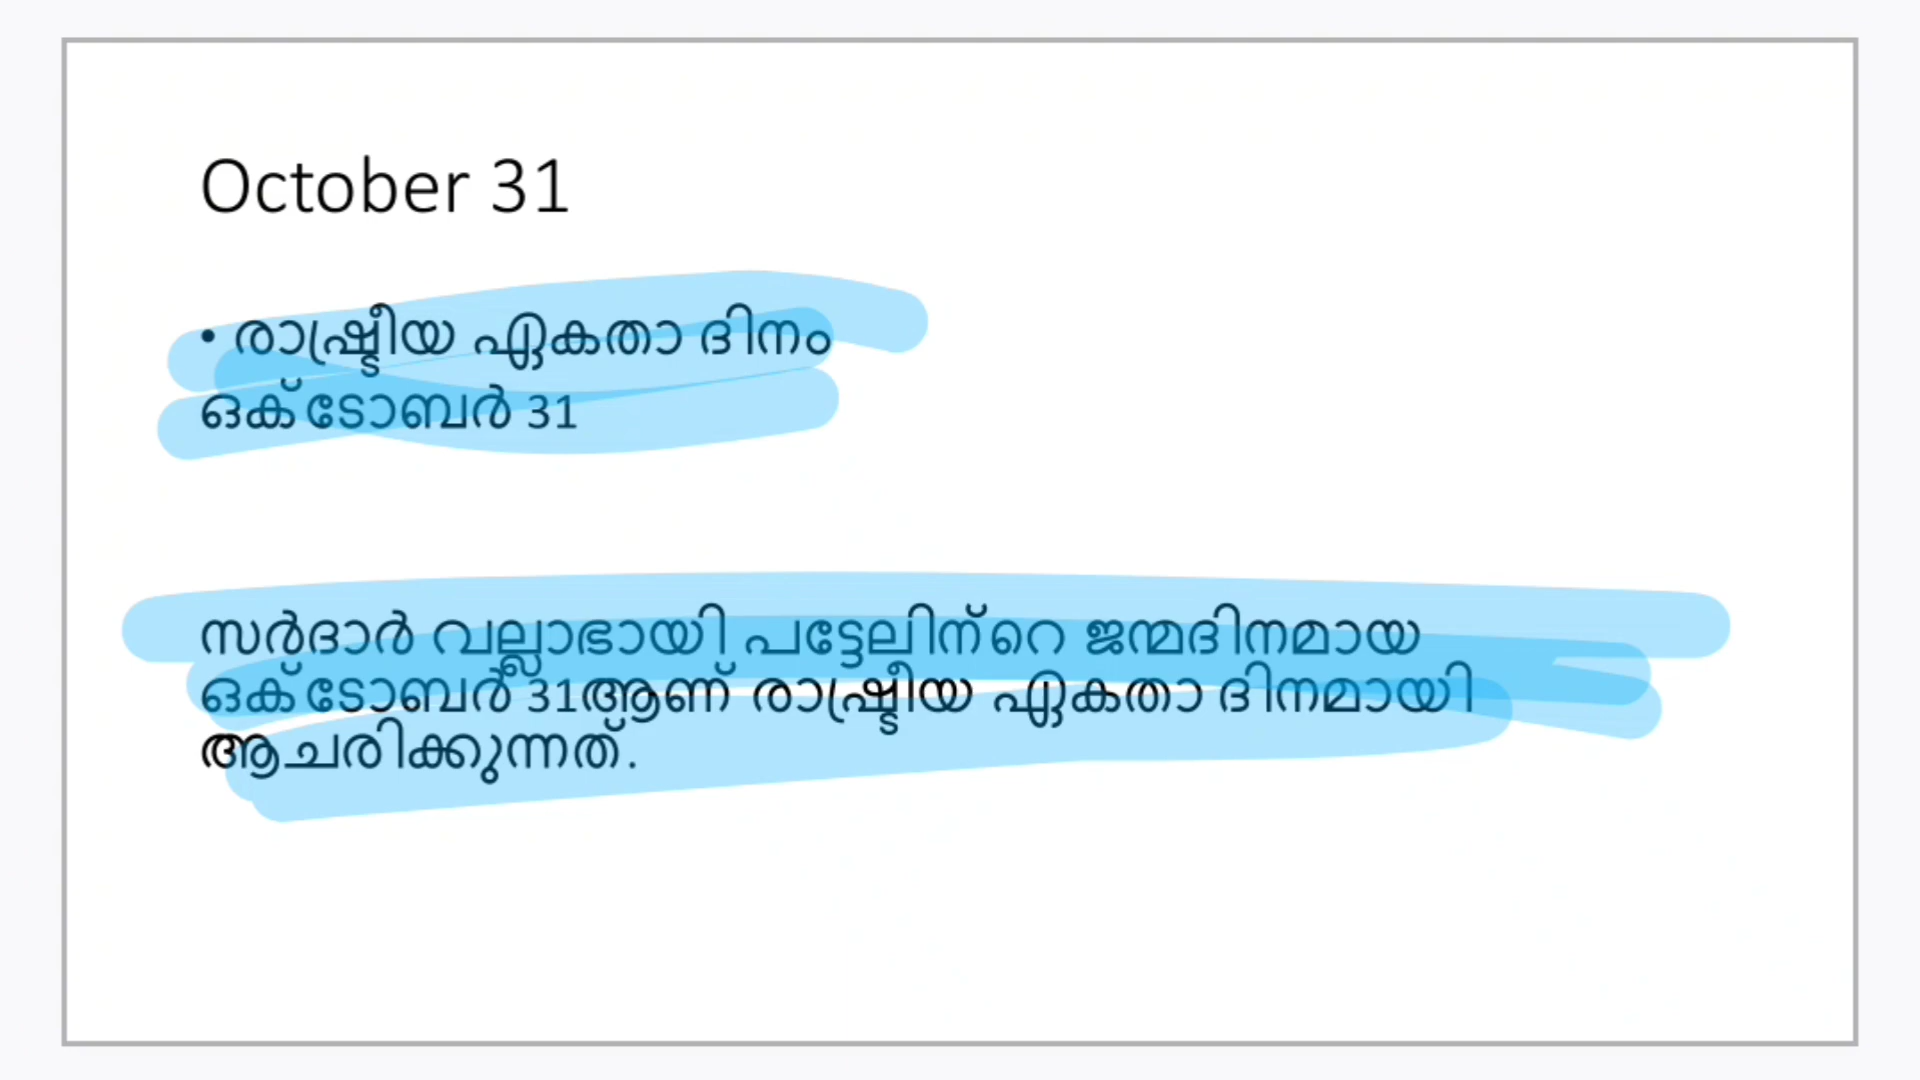 October 31
• രാഷ്ട്രീയ ഏകതാ ദിനം
ഒക്ടോബർ 31
സർദാർ വല്ലാഭായി പട്ടേലിന്റെ ജന്മദിനമായ
ഒക്ടോബർ 31ആണ് രാഷ്ട്രീയ ഏകതാ ദിനമായി
ആചരിക്കുന്നത്.